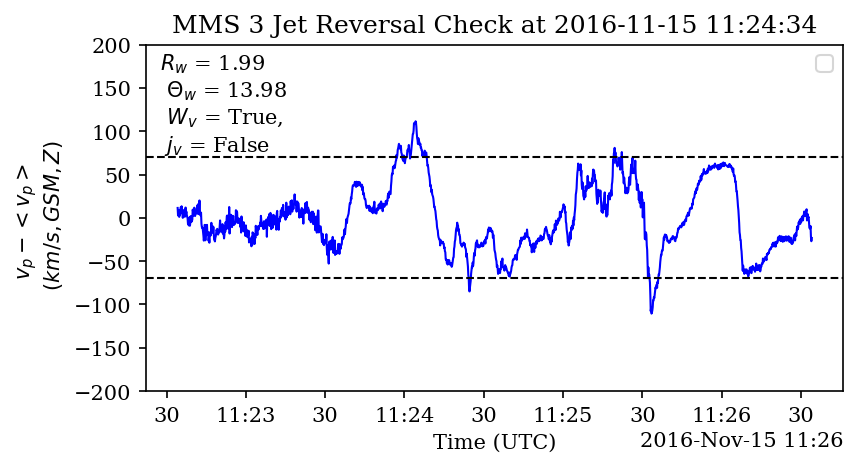 MMS 3 Jet Reversal Check at 2016-11-15 11:24:34
R_w = 1.99
Θ_w = 13.98
W_v = True,
j_v = False
v_p − < v_p >
(km/s, GSM, Z)
200
150
100
50
0
−50
−100
−150
−200
30 11:23 30 11:24 30 11:25 30 11:26 30
Time (UTC)
2016-Nov-15 11:26